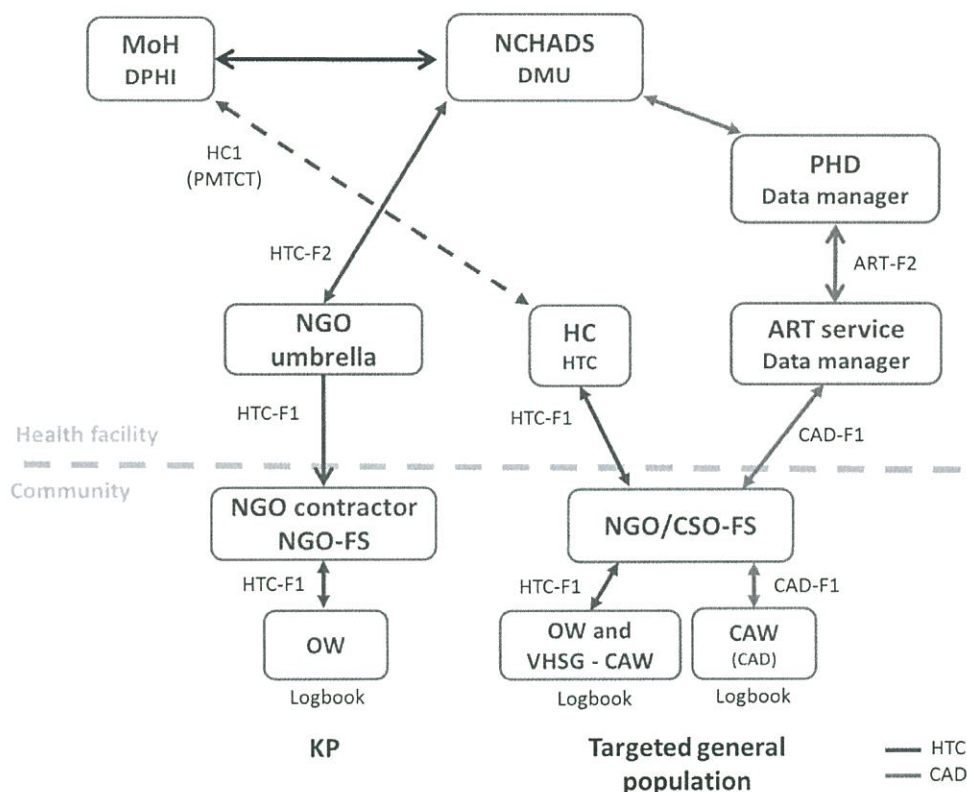 MoH
DPHI
NCHADS
DMU
HC1
(PMTCT)
PHD
Data manager
HTC-F2
ART-F2
NGO
umbrella
HC
HTC
ART service
Data manager
HTC-F1
HTC-F1
CAD-F1
Health facility
Community
NGO contractor
NGO-FS
NGO/CSO-FS
HTC-F1
HTC-F1
CAD-F1
OW
OW and
VHSG - CAW
CAW
(CAD)
Logbook
Logbook
Logbook
KP
Targeted general
population
HTC
CAD